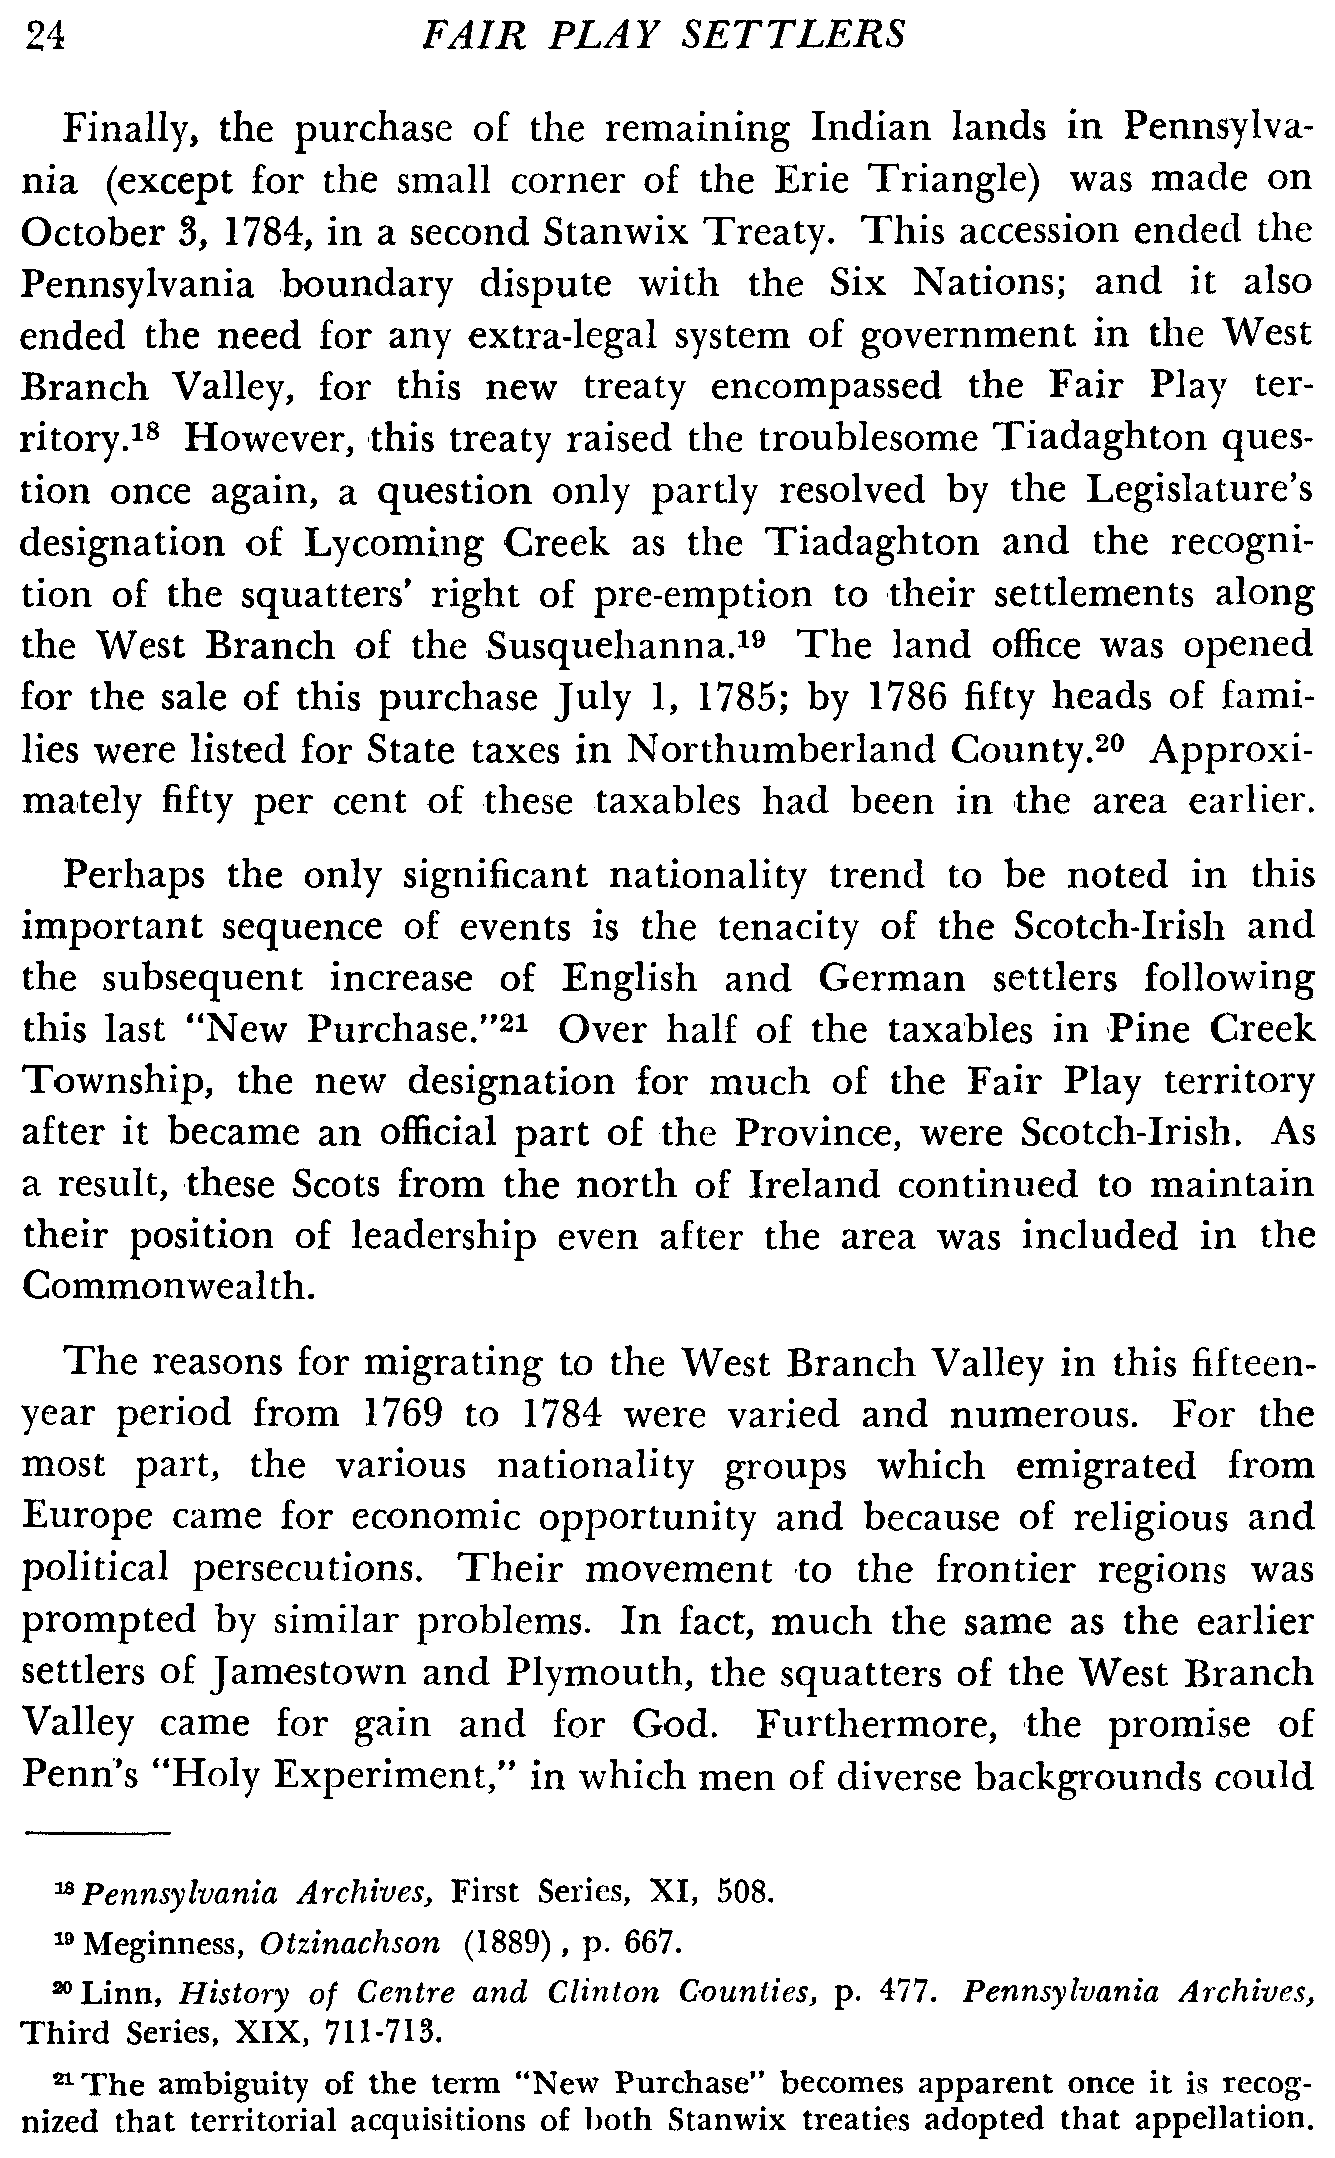 24 FAIR PLAY SETTLERS
Finally, the purchase of the remaining Indian lands in Pennsylva-
nia (except for the small corner of the Erie Triangle) was made on
October 3, 1784, in a second Stanwix Treaty. This accession ended the
Pennsylvania boundary dispute with the Six Nations; and it also
ended the need for any extra-legal system of government in the West
Branch Valley, for this new treaty encompassed the Fair Play ter-
ritory.¹⁸ However, this treaty raised the troublesome Tiadaghton ques-
tion once again, a question only partly resolved by the Legislature's
designation of Lycoming Creek as the Tiadaghton and the recogni-
tion of the squatters' right of pre-emption to their settlements along
the West Branch of the Susquehanna.¹⁹ The land office was opened
for the sale of this purchase July 1, 1785; by 1786 fifty heads of fami-
lies were listed for State taxes in Northumberland County.²⁰ Approxi-
mately fifty per cent of these taxables had been in the area earlier.
Perhaps the only significant nationality trend to be noted in this
important sequence of events is the tenacity of the Scotch-Irish and
the subsequent increase of English and German settlers following
this last "New Purchase."²¹ Over half of the taxables in Pine Creek
Township, the new designation for much of the Fair Play territory
after it became an official part of the Province, were Scotch-Irish. As
a result, these Scots from the north of Ireland continued to maintain
their position of leadership even after the area was included in the
Commonwealth.
The reasons for migrating to the West Branch Valley in this fifteen-
year period from 1769 to 1784 were varied and numerous. For the
most part, the various nationality groups which emigrated from
Europe came for economic opportunity and because of religious and
political persecutions. Their movement to the frontier regions was
prompted by similar problems. In fact, much the same as the earlier
settlers of Jamestown and Plymouth, the squatters of the West Branch
Valley came for gain and for God. Furthermore, the promise of
Penn's "Holy Experiment," in which men of diverse backgrounds could
¹⁸ Pennsylvania Archives, First Series, XI, 508.
¹⁹ Meginness, Otzinachson (1889), p. 667.
²⁰ Linn, History of Centre and Clinton Counties, p. 477. Pennsylvania Archives,
Third Series, XIX, 711-713.
²¹ The ambiguity of the term "New Purchase" becomes apparent once it is recog-
nized that territorial acquisitions of both Stanwix treaties adopted that appellation.